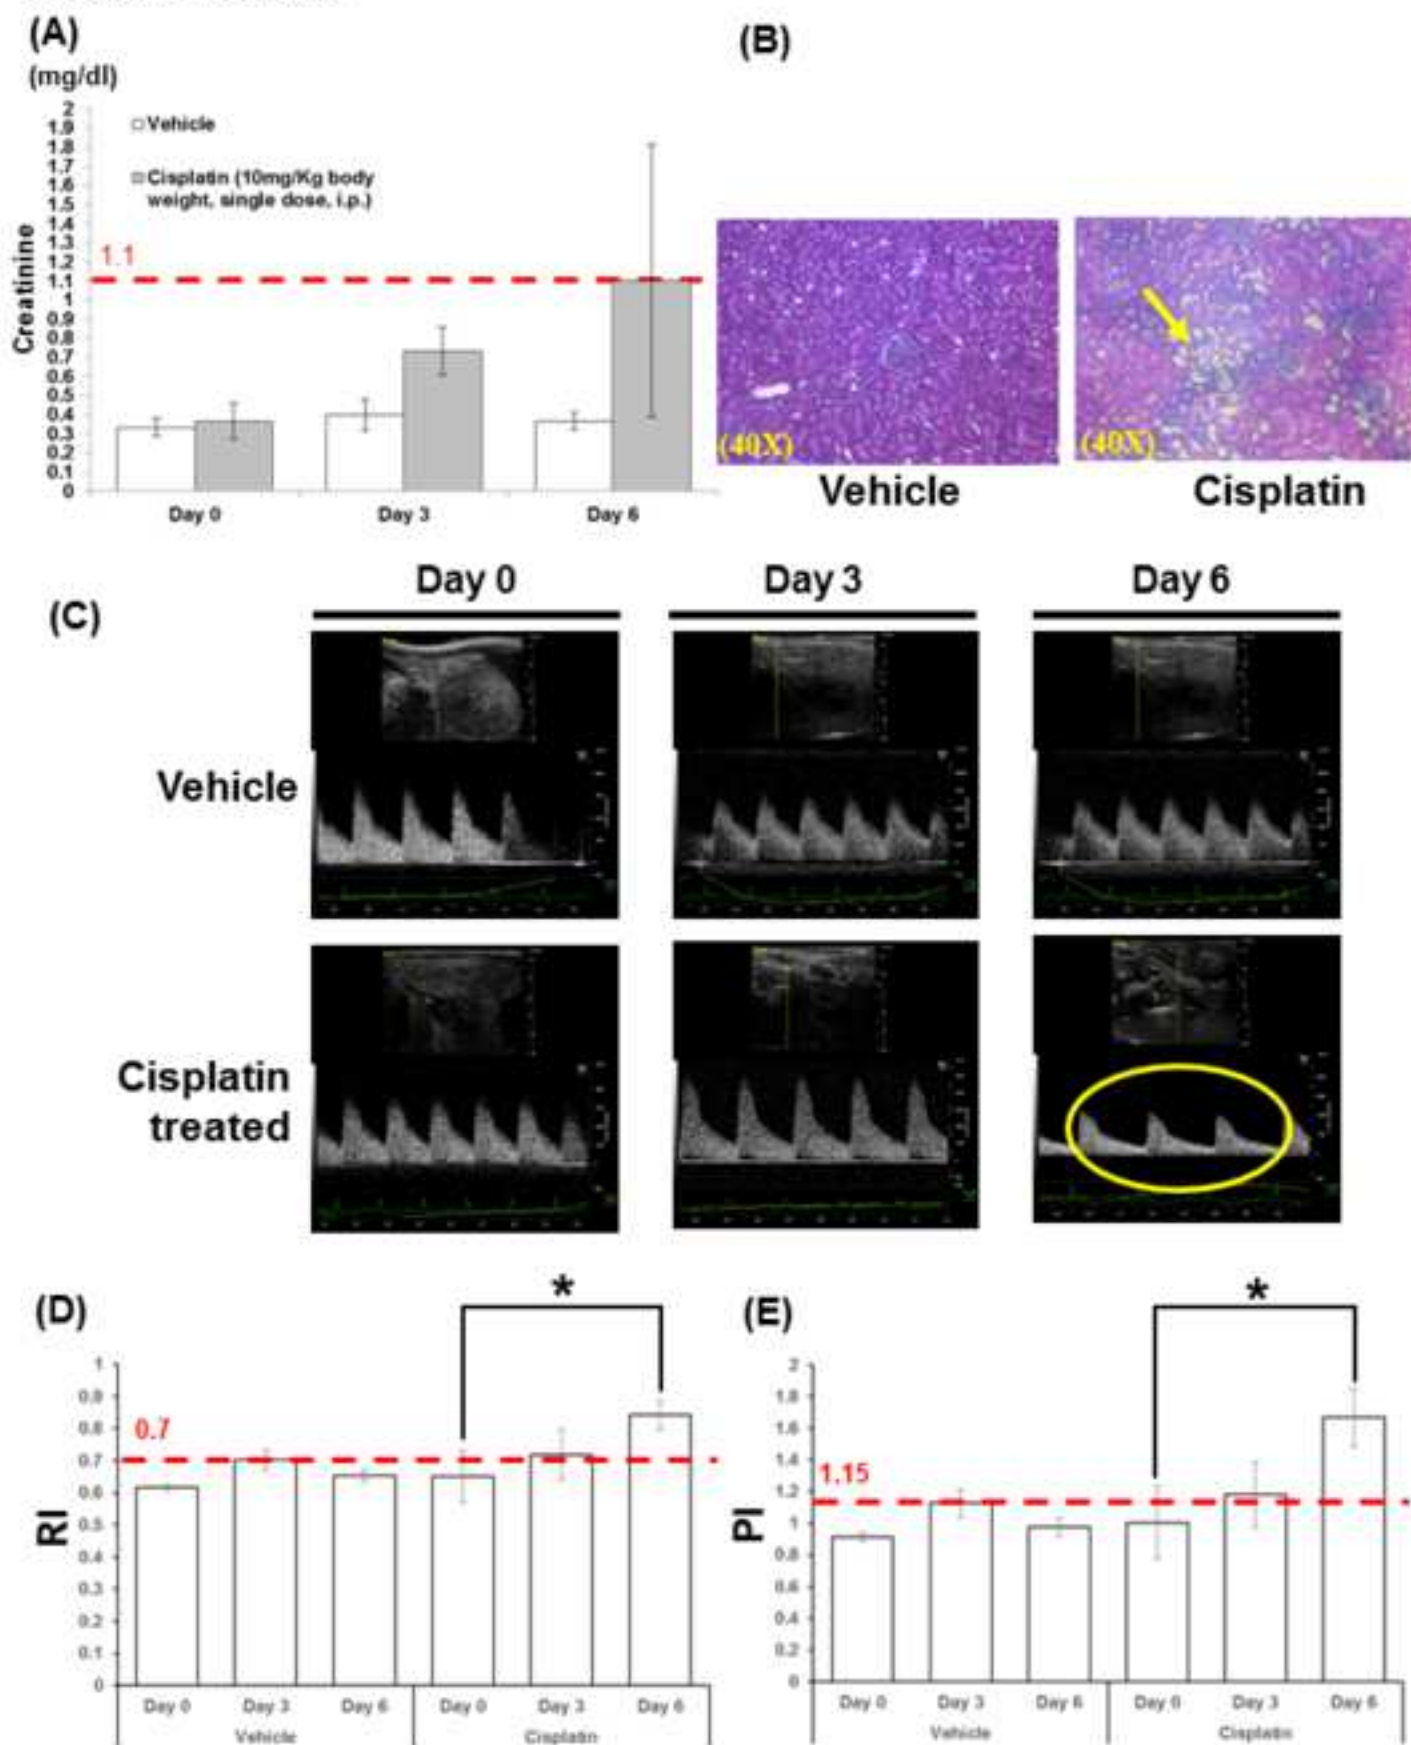 (A)
(mg/dl)
Creatinine
2
1.9
1.8
1.7
1.6
1.5
1.4
1.3
1.2
1.1
1
0.9
0.8
0.7
0.6
0.5
0.4
0.3
0.2
0.1
0
Vehicle
Cisplatin (10mg/Kg body
weight, single dose, i.p.)
1.1
Day 0 Day 3 Day 6
(B)
(40X) (40X)
Vehicle Cisplatin
(C)
Day 0 Day 3 Day 6
Vehicle
Cisplatin
treated
(D)
*
RI
1
0.9
0.8
0.7
0.6
0.5
0.4
0.3
0.2
0.1
0
0.7
Day 0 Day 3 Day 6 Day 0 Day 3 Day 6
Vehicle Cisplatin
(E)
*
PI
2
1.8
1.6
1.4
1.2
1
0.8
0.6
0.4
0.2
0
1.15
Day 0 Day 3 Day 6 Day 0 Day 3 Day 6
Vehicle Cisplatin